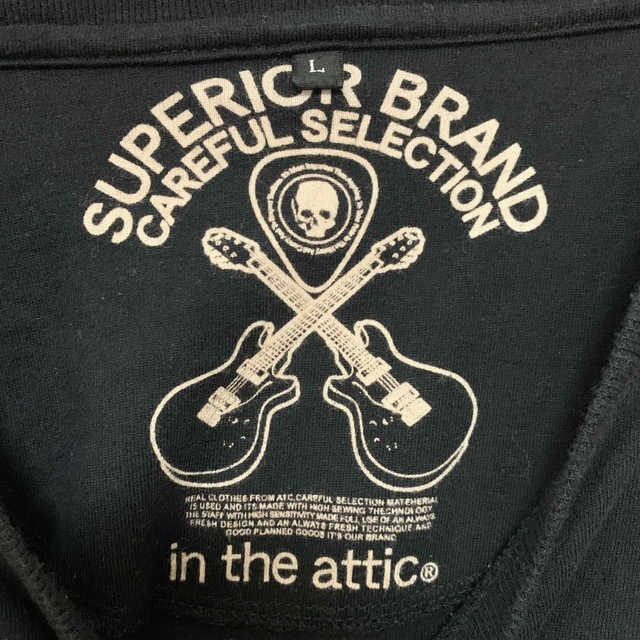 L
SUPERIOR BRAND
CAREFUL SELECTION
REAL CLOTHES FROM ATC.CAREFUL SELECTION MATEHERIAL
IS USED AND ITS MADE WITH HIGH SEWING THECHNOLOGY
THE STAFF WITH HIGH SENSITIVITY MADE FULL USE OF AN ALWAYS
FRESH DESIGN AND AN ALWAYS FRESH TECHNIQUE AND
GOOD PLANNED GOODS IT'S OUR BRAND
in the attic®